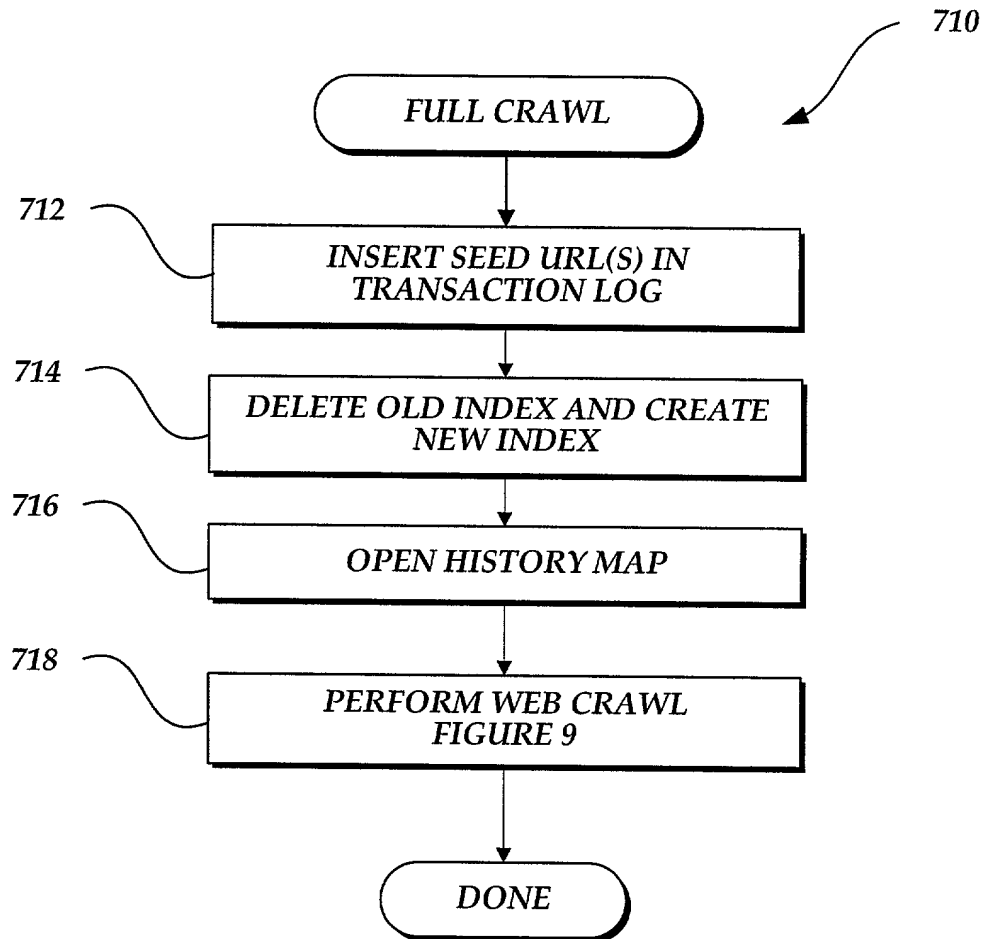 710
FULL CRAWL
712
INSERT SEED URL(S) IN
TRANSACTION LOG
714
DELETE OLD INDEX AND CREATE
NEW INDEX
716
OPEN HISTORY MAP
718
PERFORM WEB CRAWL
FIGURE 9
DONE